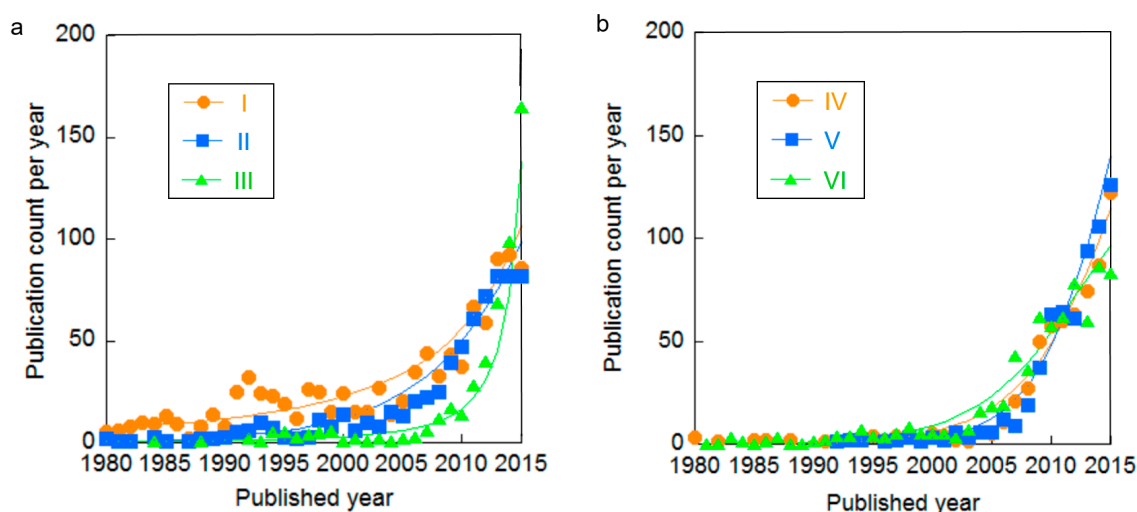 a
Publication count per year
200
150
100
50
0
I
II
III
1980 1985 1990 1995 2000 2005 2010 2015
Published year
b
Publication count per year
200
150
100
50
0
IV
V
VI
1980 1985 1990 1995 2000 2005 2010 2015
Published year